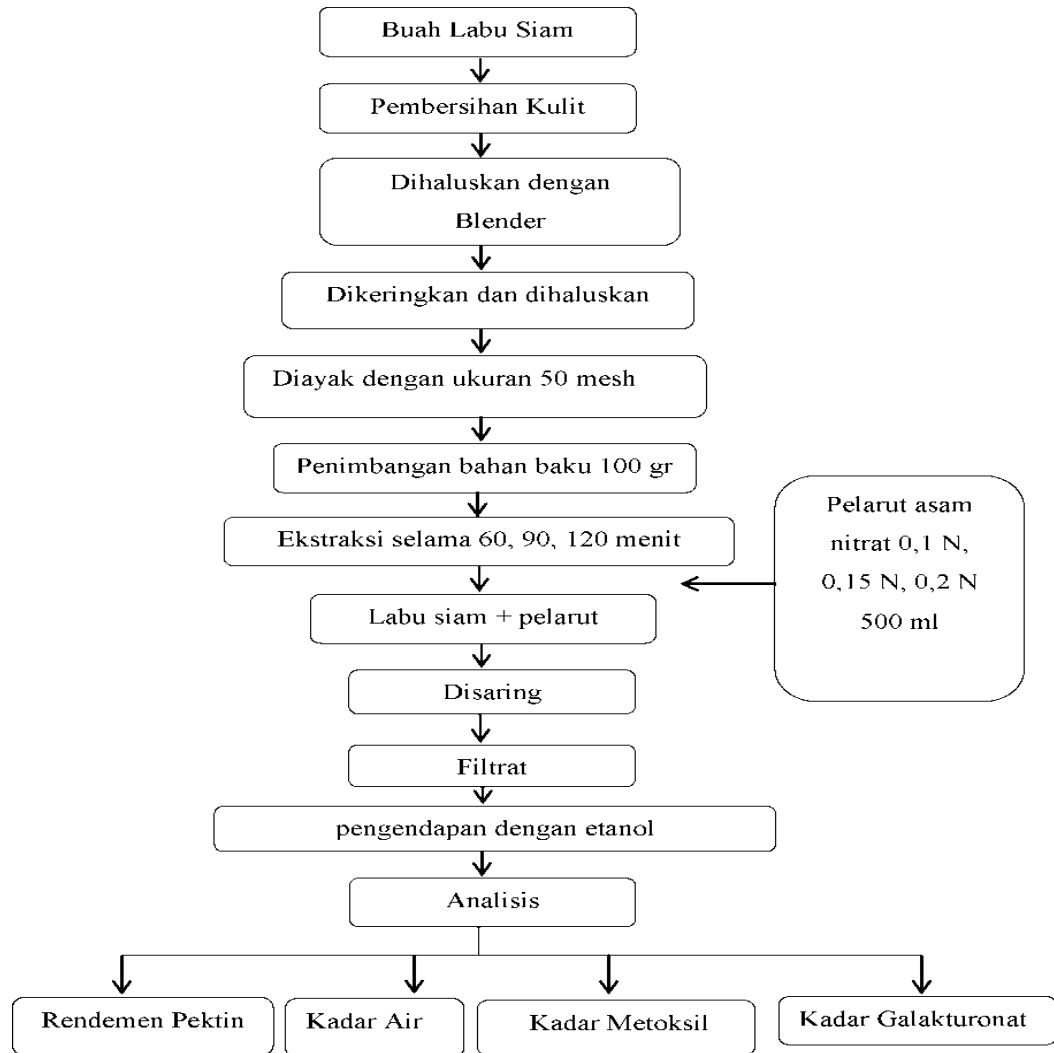 Buah Labu Siam
Pembersihan Kulit
Dihaluskan dengan
Blender
Dikeringkan dan dihaluskan
Diayak dengan ukuran 50 mesh
Penimbangan bahan baku 100 gr
Ekstraksi selama 60, 90, 120 menit
Pelarut asam
nitrat 0,1 N,
0,15 N, 0,2 N
500 ml
Labu siam + pelarut
Disaring
Filtrat
pengendapan dengan etanol
Analisis
Rendemen Pektin
Kadar Air
Kadar Metoksil
Kadar Galakturonat